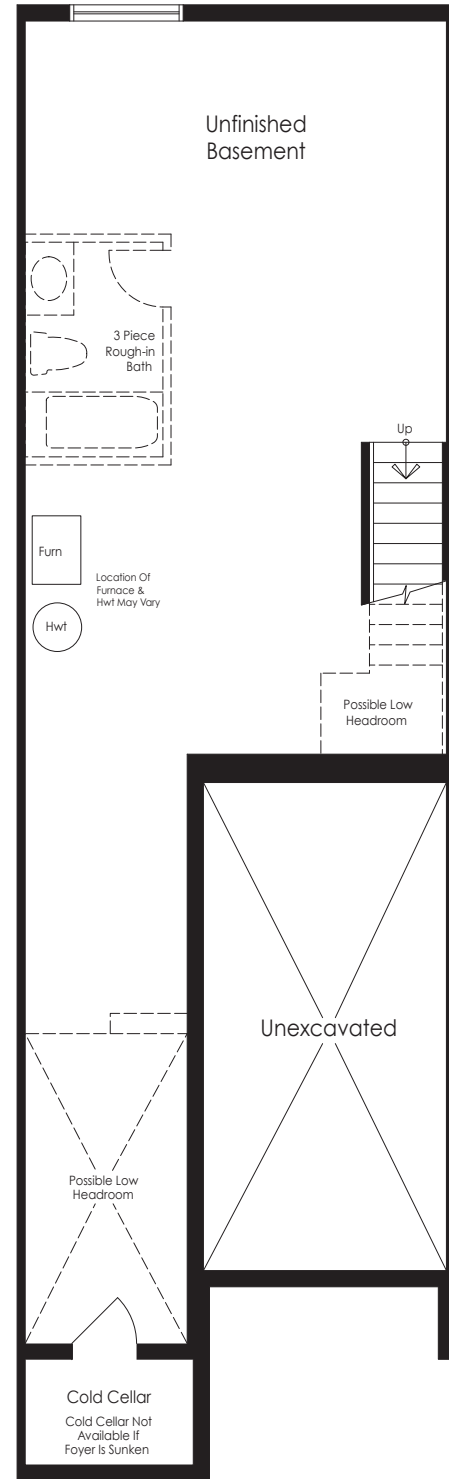 Unfinished
Basement
3 Piece
Rough-in
Bath
Up
Furn
Location Of
Furnace &
Hwt May Vary
Hwt
Possible Low
Headroom
Unexcavated
Possible Low
Headroom
Cold Cellar
Cold Cellar Not
Available If
Foyer Is Sunken